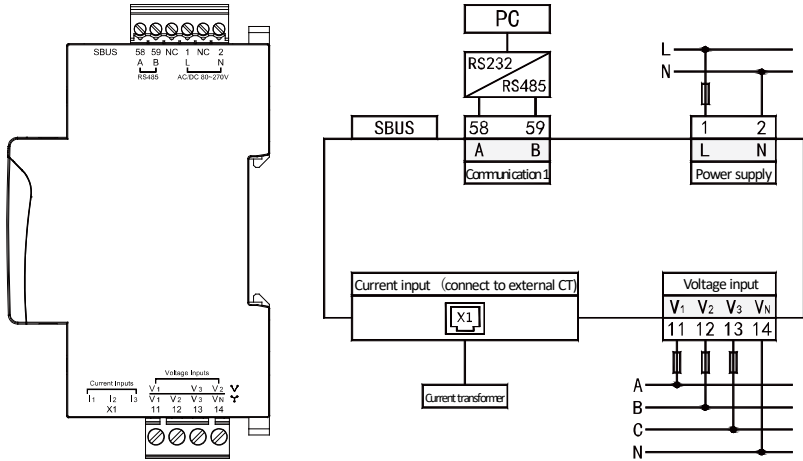 SBUS 58 59 NC 1 NC 2
A B L N
RS485 AC/DC 80~270V
Voltage Inputs
Current Inputs V1 V3 V2
I1 I2 I3 V1 V2 V3 VN
X1 11 12 13 14
PC
RS232
RS485
SBUS
58 59
A B
Communication1
L
N
1 2
L N
Power supply
Current input (connect to external CT)
X1
Current transformer
Voltage input
V1 V2 V3 VN
11 12 13 14
A
B
C
N